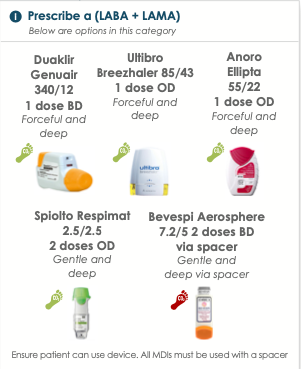 1 Prescribe a (LABA + LAMA)
Below are options in this category
Duaklir
Genuair
340/12
1 dose BD
Forceful and
deep
Ultibro
Breezhaler 85/43
1 dose OD
Forceful and
deep
Anoro
Ellipta
55/22
1 dose OD
Forceful and
deep
ultibro
Spiolto Respimat
2.5/2.5
2 doses OD
Gentle and
deep
Bevespi Aerosphere
7.2/5 2 doses BD
via spacer
Gentle and
deep via spacer
Ensure patient can use device. All MDIs must be used with a spacer